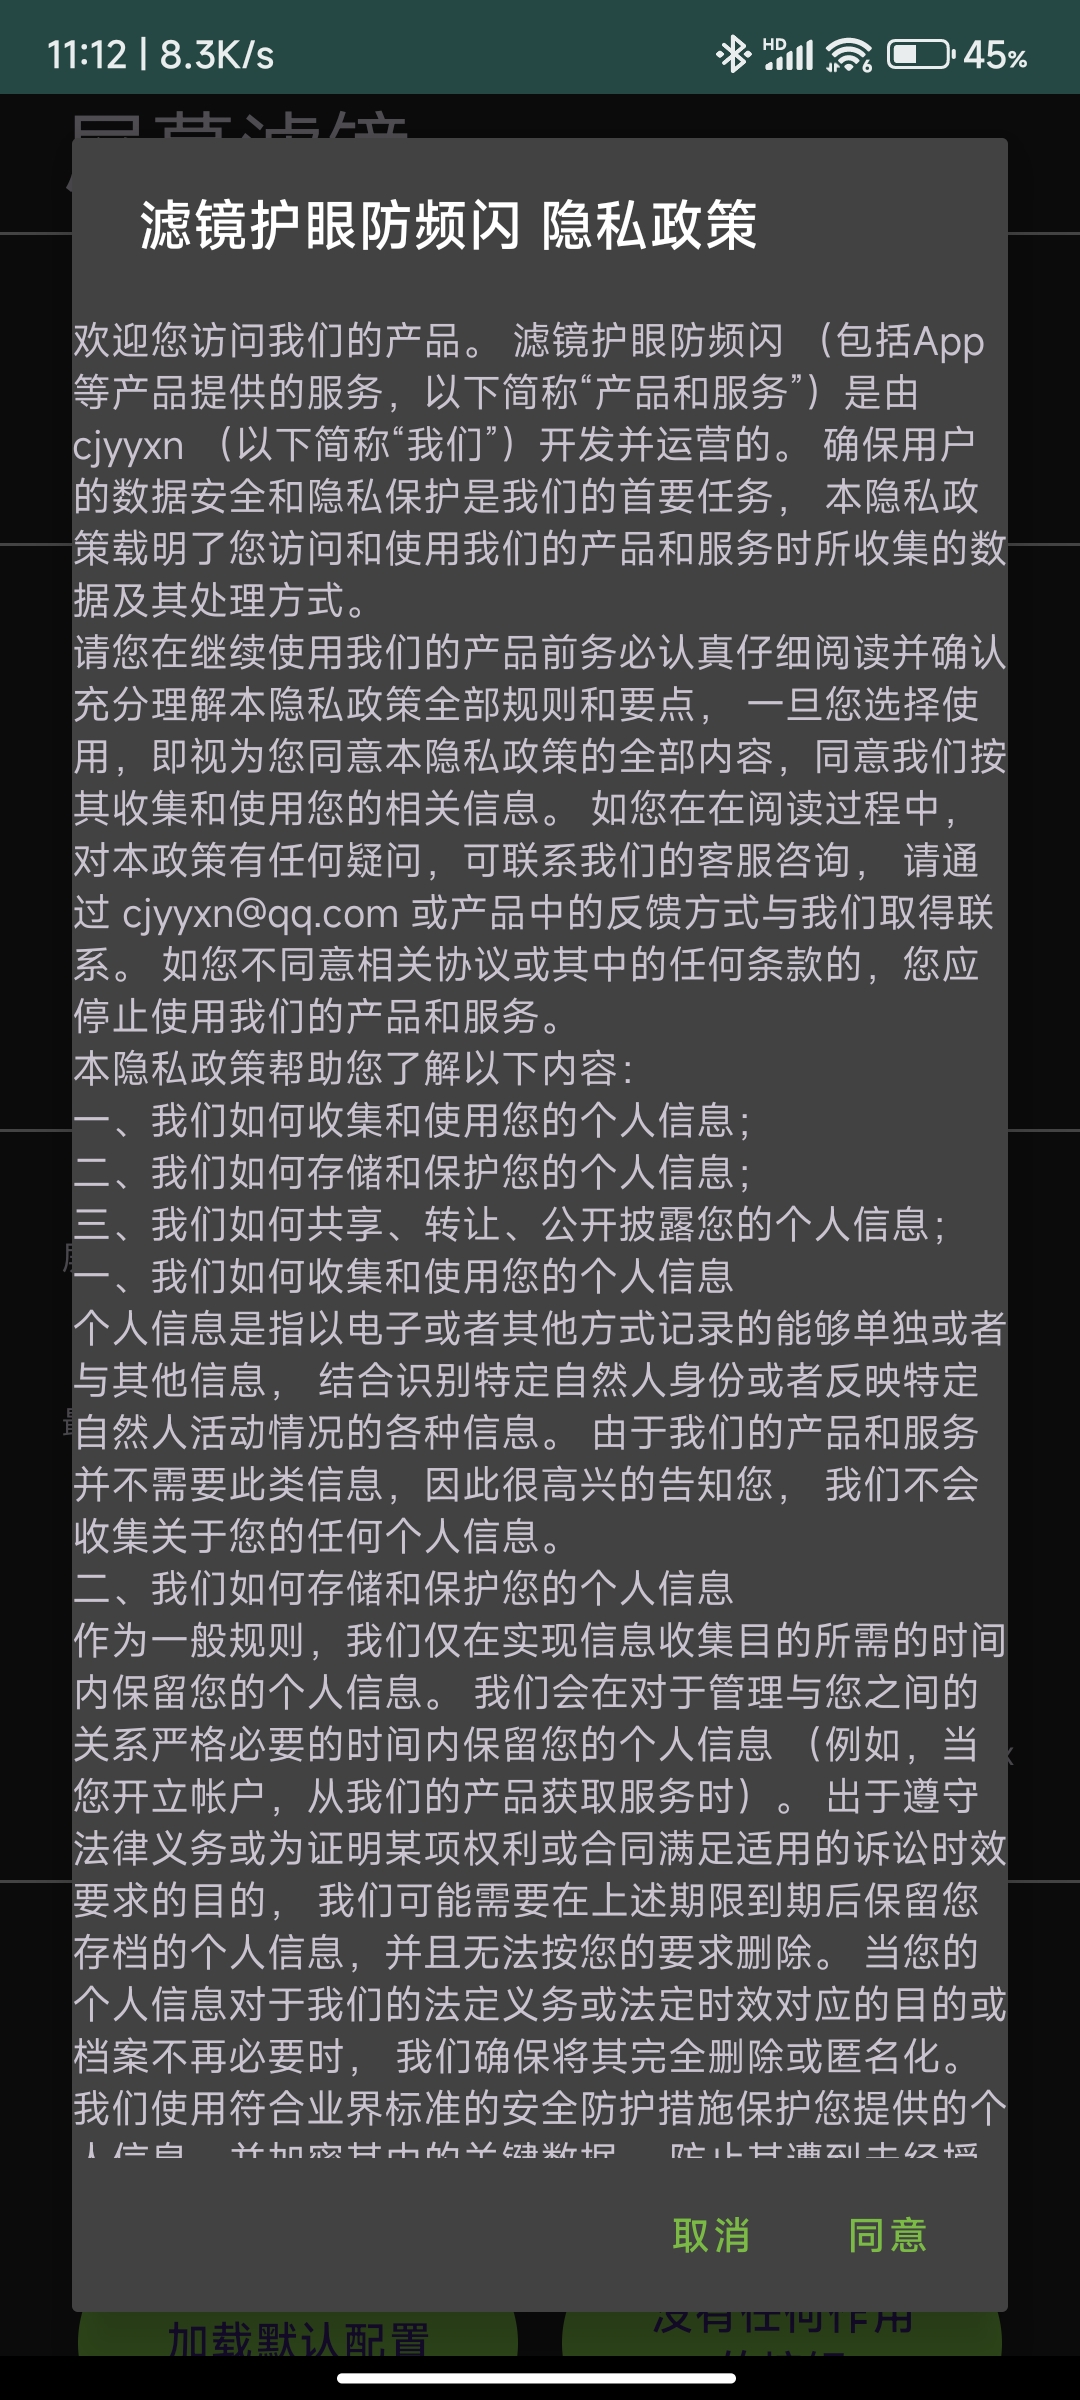 11:12 | 8.3K/s
HD
6
45%
屏幕滤镜
滤镜护眼防频闪 隐私政策
欢迎您访问我们的产品。 滤镜护眼防频闪 （包括App
等产品提供的服务，以下简称“产品和服务”）是由
cjyyxn （以下简称“我们”）开发并运营的。 确保用户
的数据安全和隐私保护是我们的首要任务， 本隐私政
策载明了您访问和使用我们的产品和服务时所收集的数
据及其处理方式。
请您在继续使用我们的产品前务必认真仔细阅读并确认
充分理解本隐私政策全部规则和要点， 一旦您选择使
用，即视为您同意本隐私政策的全部内容，同意我们按
其收集和使用您的相关信息。 如您在在阅读过程中，
对本政策有任何疑问，可联系我们的客服咨询， 请通
过 cjyyxn@qq.com 或产品中的反馈方式与我们取得联
系。 如您不同意相关协议或其中的任何条款的，您应
停止使用我们的产品和服务。
本隐私政策帮助您了解以下内容：
一、我们如何收集和使用您的个人信息；
二、我们如何存储和保护您的个人信息；
三、我们如何共享、转让、公开披露您的个人信息；
一、我们如何收集和使用您的个人信息
个人信息是指以电子或者其他方式记录的能够单独或者
与其他信息， 结合识别特定自然人身份或者反映特定
自然人活动情况的各种信息。 由于我们的产品和服务
并不需要此类信息，因此很高兴的告知您， 我们不会
收集关于您的任何个人信息。
二、我们如何存储和保护您的个人信息
作为一般规则，我们仅在实现信息收集目的所需的时间
内保留您的个人信息。 我们会在对于管理与您之间的
关系严格必要的时间内保留您的个人信息 （例如，当
您开立帐户，从我们的产品获取服务时）。 出于遵守
法律义务或为证明某项权利或合同满足适用的诉讼时效
要求的目的， 我们可能需要在上述期限到期后保留您
存档的个人信息，并且无法按您的要求删除。 当您的
个人信息对于我们的法定义务或法定时效对应的目的或
档案不再必要时， 我们确保将其完全删除或匿名化。
我们使用符合业界标准的安全防护措施保护您提供的个
人信息，并加密其中的关键数据， 防止其遭到未经授
取消
同意
加载默认配置
没有任何作用